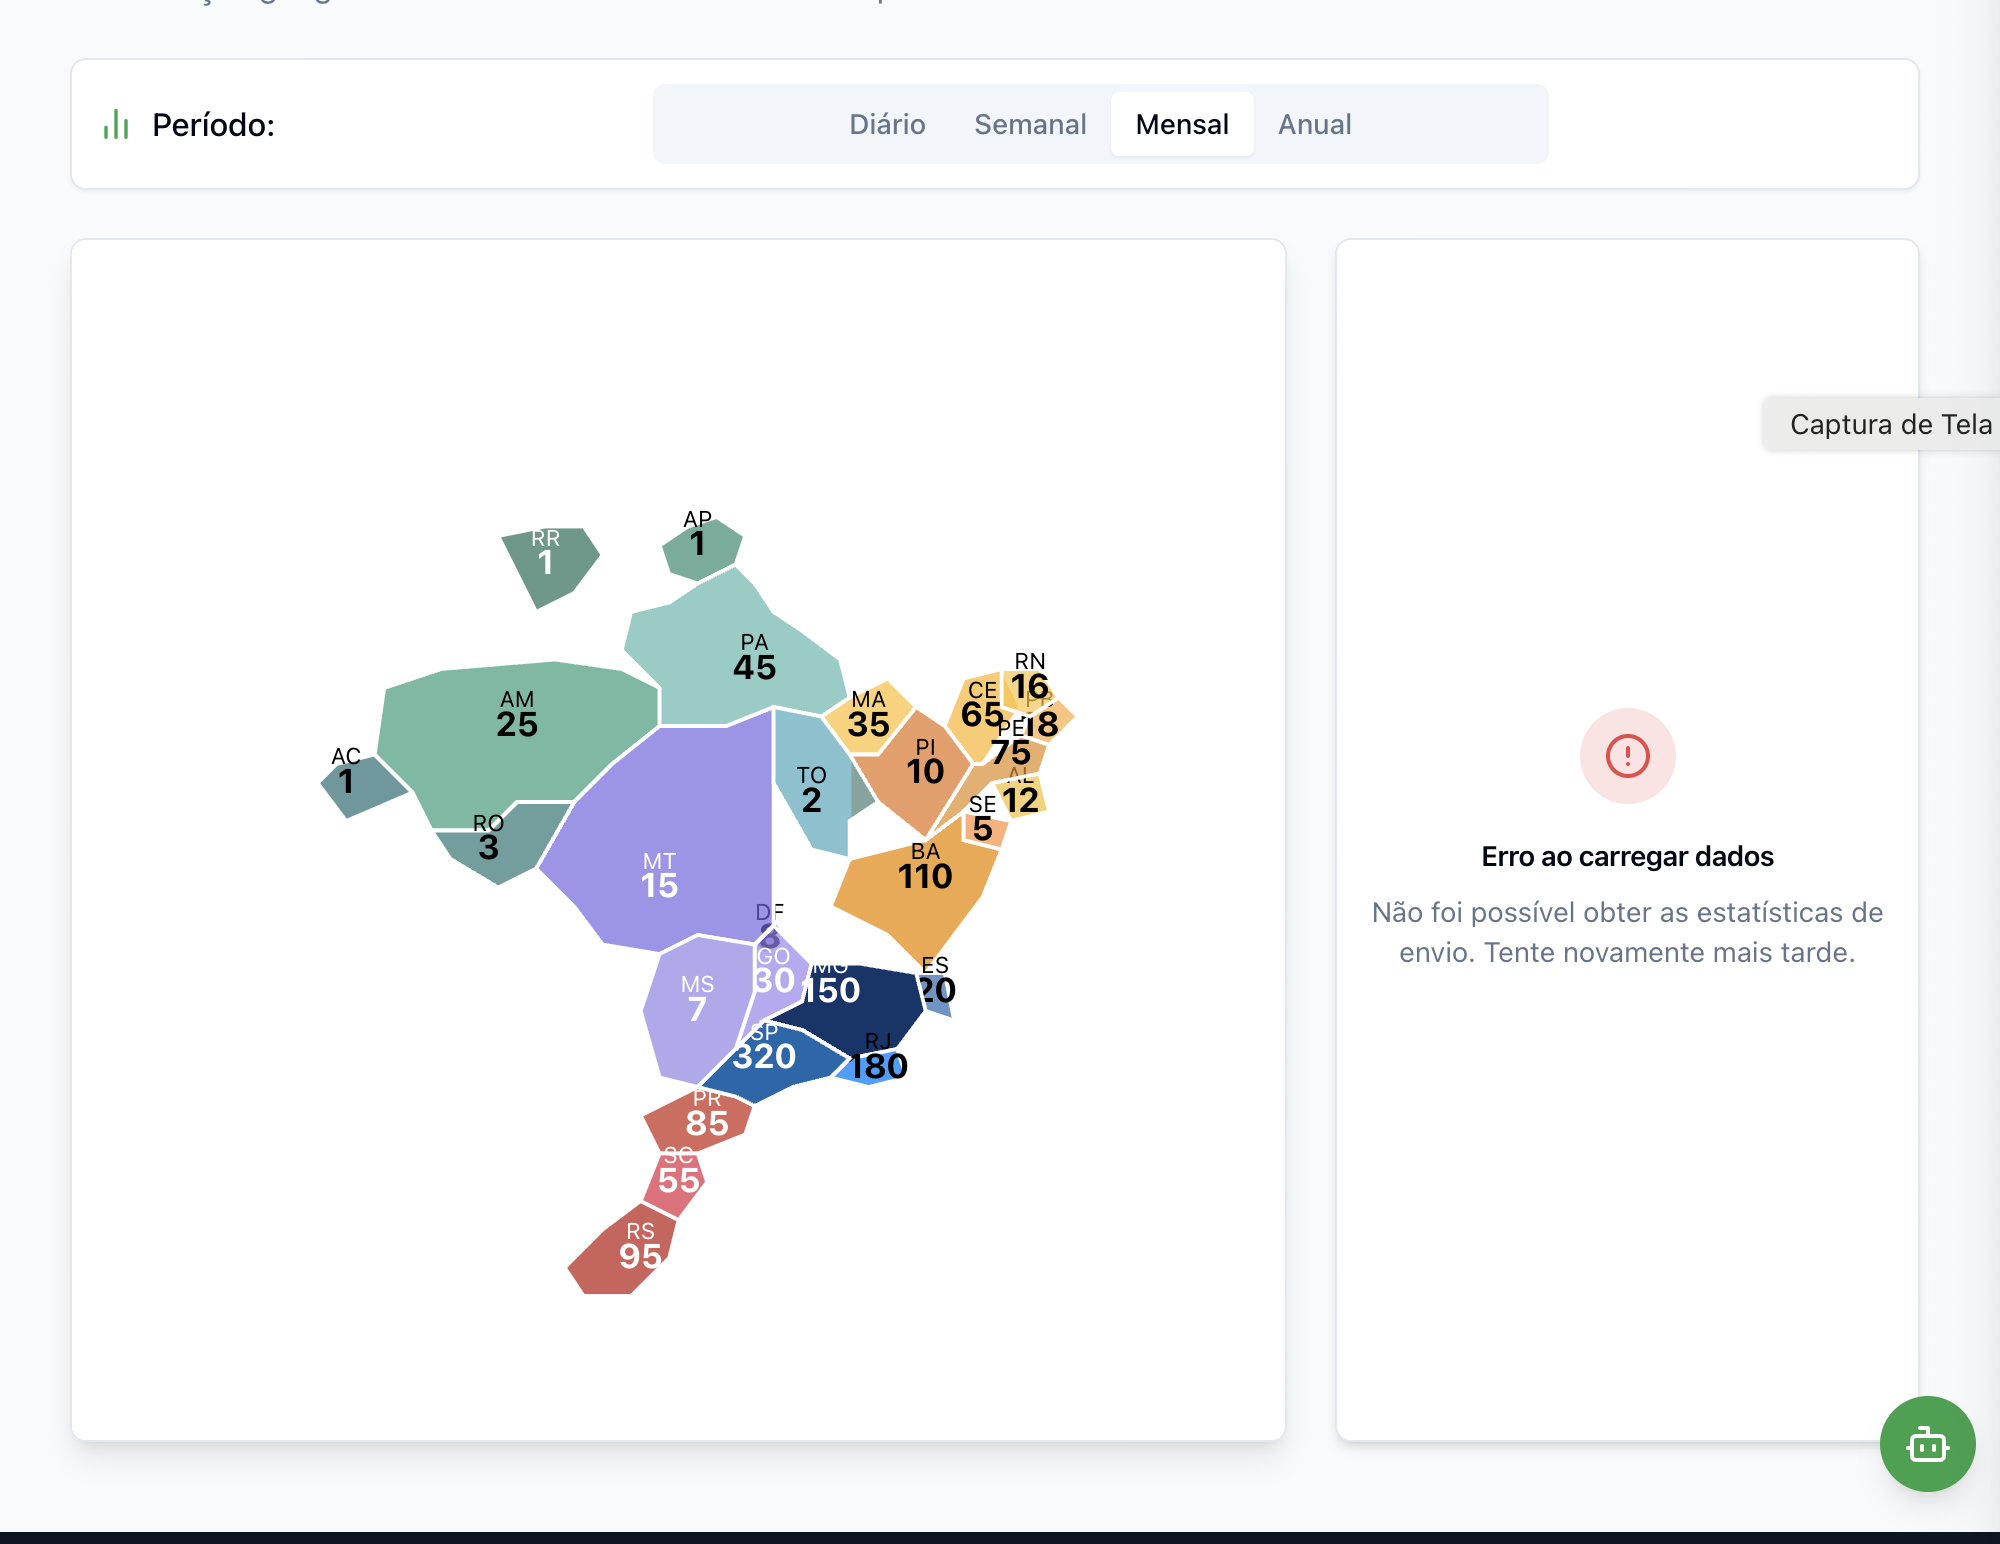 Período:
Diário Semanal Mensal Anual
Captura de Tela
AP
1
RR
1
PA
45
RN
16
AM
25
MA
35
CE
65
PB
18
PE
75
AC
1
PI
10
TO
2
AL
12
SE
5
RO
3
BA
110
MT
15
DF
8
GO
30
MG
150
ES
20
MS
7
SP
320
RJ
180
PR
85
SC
55
RS
95
Erro ao carregar dados
Não foi possível obter as estatísticas de
envio. Tente novamente mais tarde.